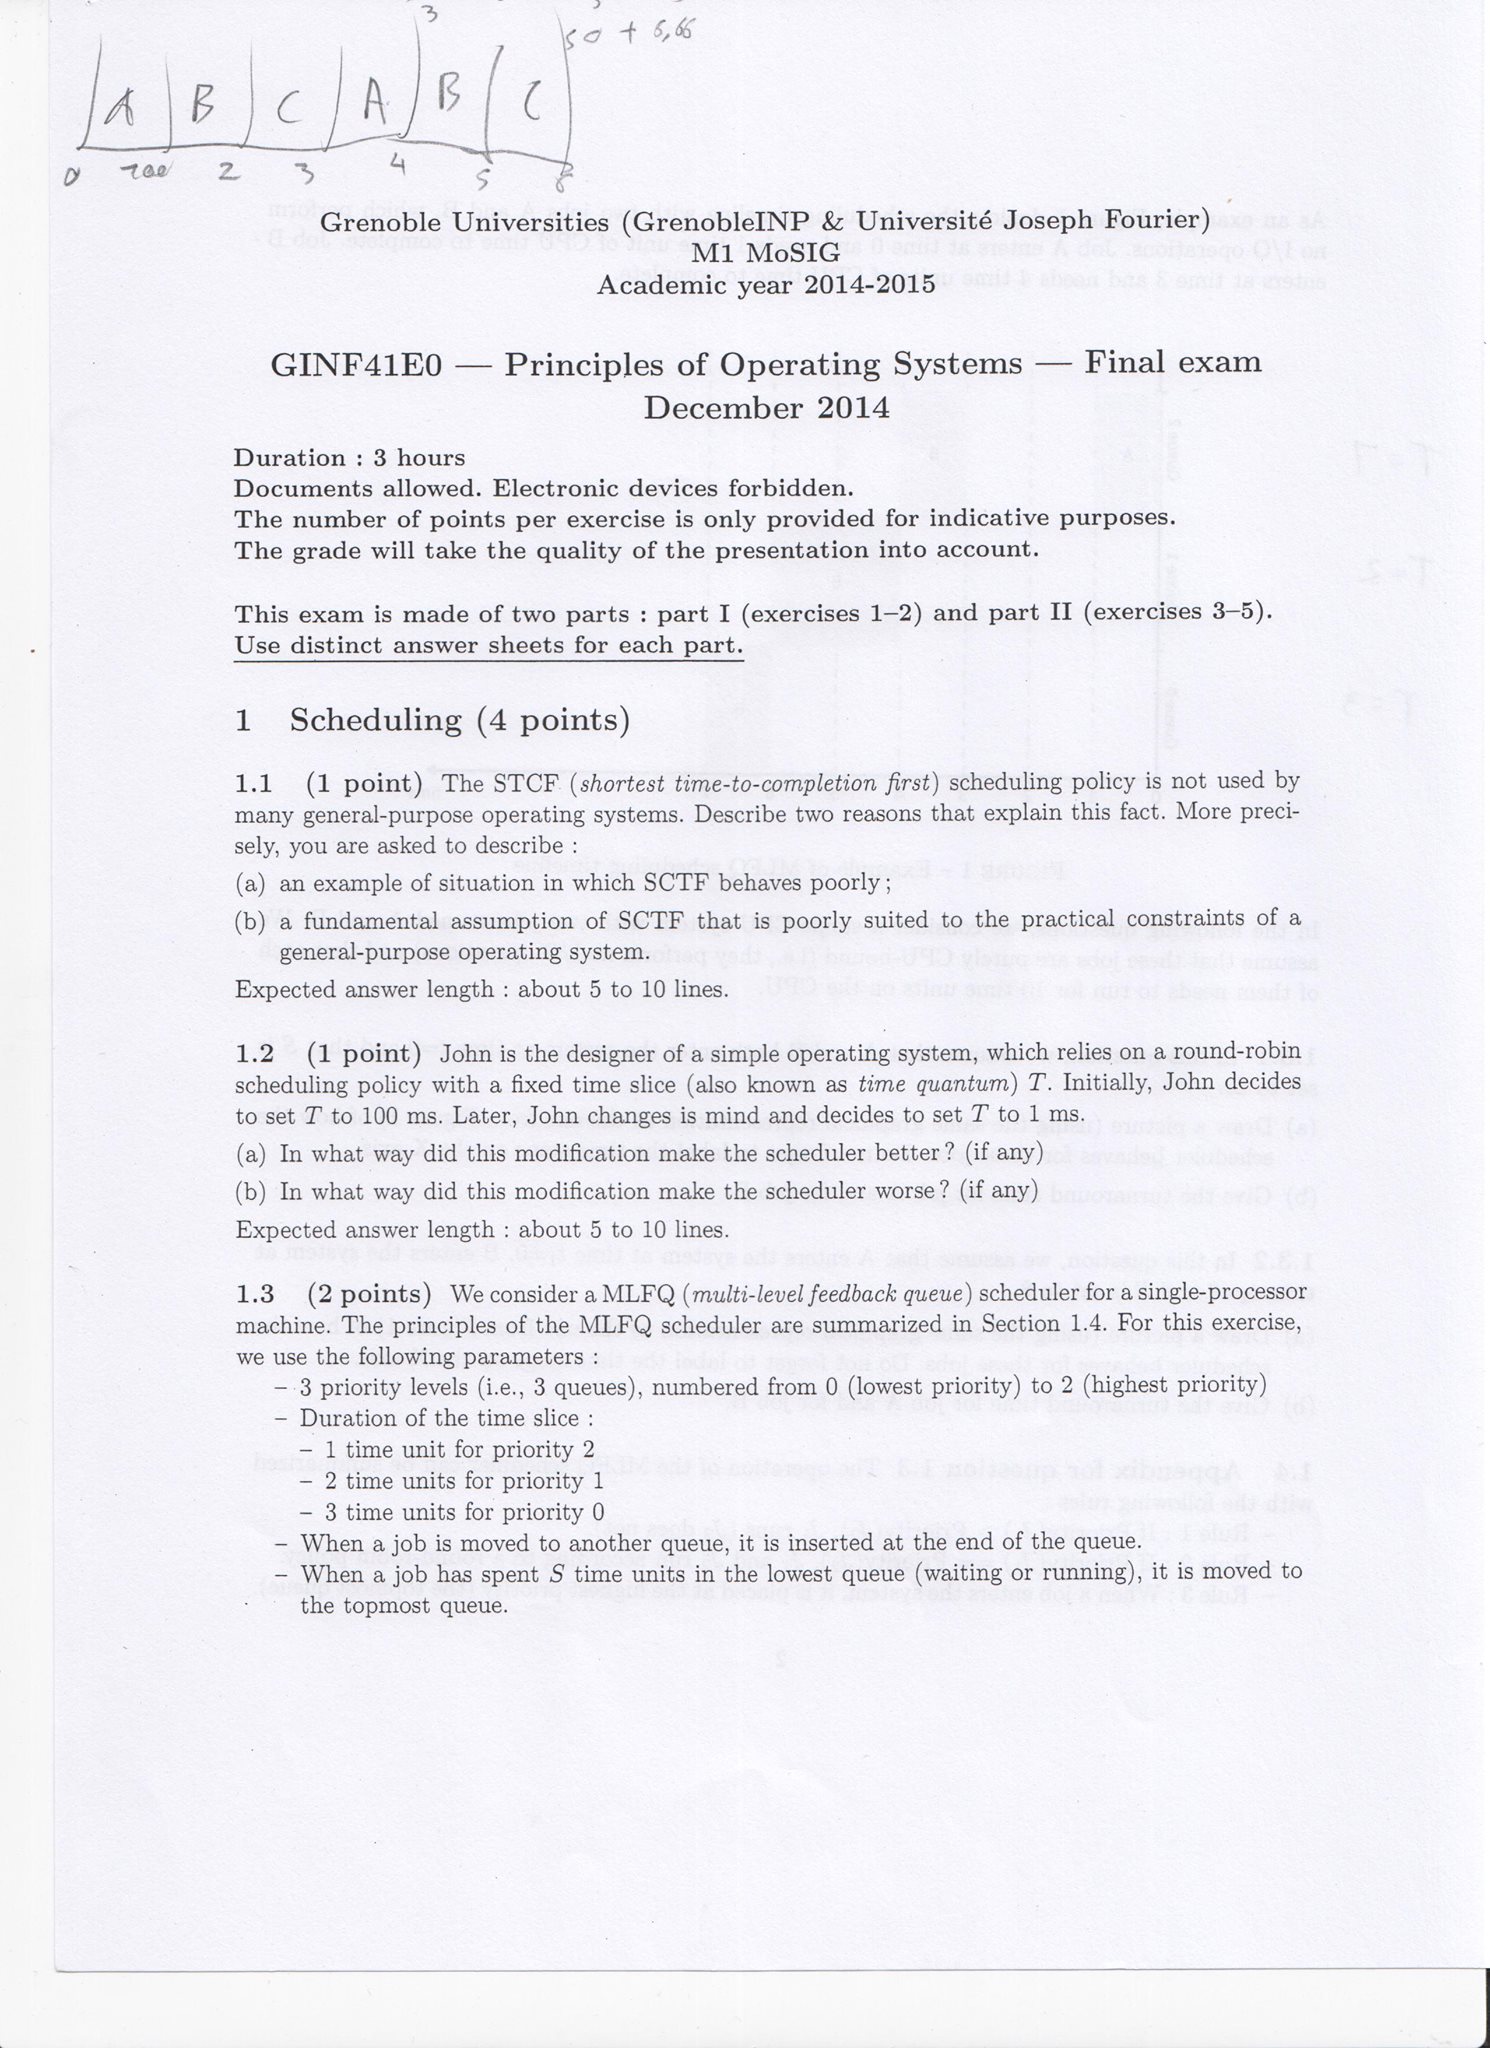 3
50 + 6,66
A B C A B C
0 100 2 3 4 5 6
Grenoble Universities (GrenobleINP & Université Joseph Fourier)
M1 MoSIG
Academic year 2014-2015
GINF41E0 — Principles of Operating Systems — Final exam
December 2014
Duration : 3 hours
Documents allowed. Electronic devices forbidden.
The number of points per exercise is only provided for indicative purposes.
The grade will take the quality of the presentation into account.
This exam is made of two parts : part I (exercises 1–2) and part II (exercises 3–5).
Use distinct answer sheets for each part.
1 Scheduling (4 points)
1.1 (1 point) The STCF (shortest time-to-completion first) scheduling policy is not used by
many general-purpose operating systems. Describe two reasons that explain this fact. More preci-
sely, you are asked to describe :
(a) an example of situation in which SCTF behaves poorly ;
(b) a fundamental assumption of SCTF that is poorly suited to the practical constraints of a
general-purpose operating system.
Expected answer length : about 5 to 10 lines.
1.2 (1 point) John is the designer of a simple operating system, which relies on a round-robin
scheduling policy with a fixed time slice (also known as time quantum) T. Initially, John decides
to set T to 100 ms. Later, John changes is mind and decides to set T to 1 ms.
(a) In what way did this modification make the scheduler better ? (if any)
(b) In what way did this modification make the scheduler worse ? (if any)
Expected answer length : about 5 to 10 lines.
1.3 (2 points) We consider a MLFQ (multi-level feedback queue) scheduler for a single-processor
machine. The principles of the MLFQ scheduler are summarized in Section 1.4. For this exercise,
we use the following parameters :
– 3 priority levels (i.e., 3 queues), numbered from 0 (lowest priority) to 2 (highest priority)
– Duration of the time slice :
– 1 time unit for priority 2
– 2 time units for priority 1
– 3 time units for priority 0
– When a job is moved to another queue, it is inserted at the end of the queue.
– When a job has spent S time units in the lowest queue (waiting or running), it is moved to
the topmost queue.